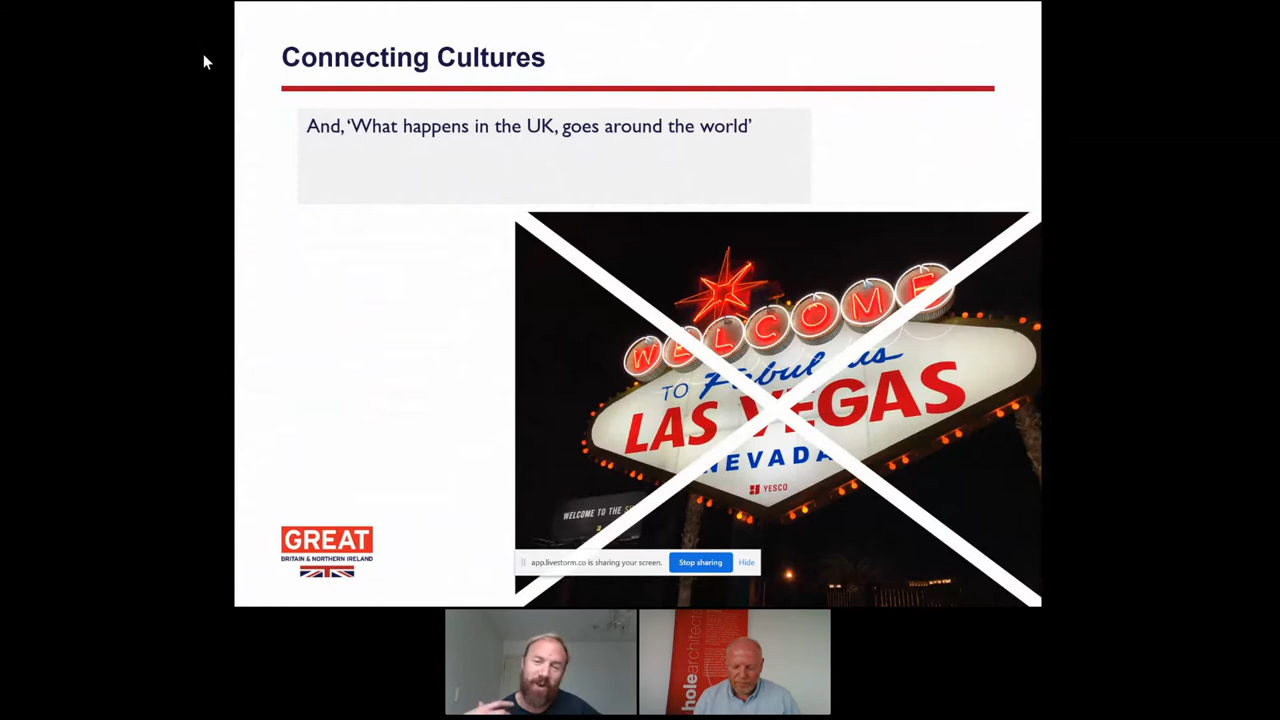 Connecting Cultures
And, ‘What happens in the UK, goes around the world’
WELCOME
TO Fabulous
LAS VEGAS
NEVADA
YESCO
WELCOME TO THE
GREAT
BRITAIN & NORTHERN IRELAND
app.livestorm.co is sharing your screen.
Stop sharing
Hide
holearchitect